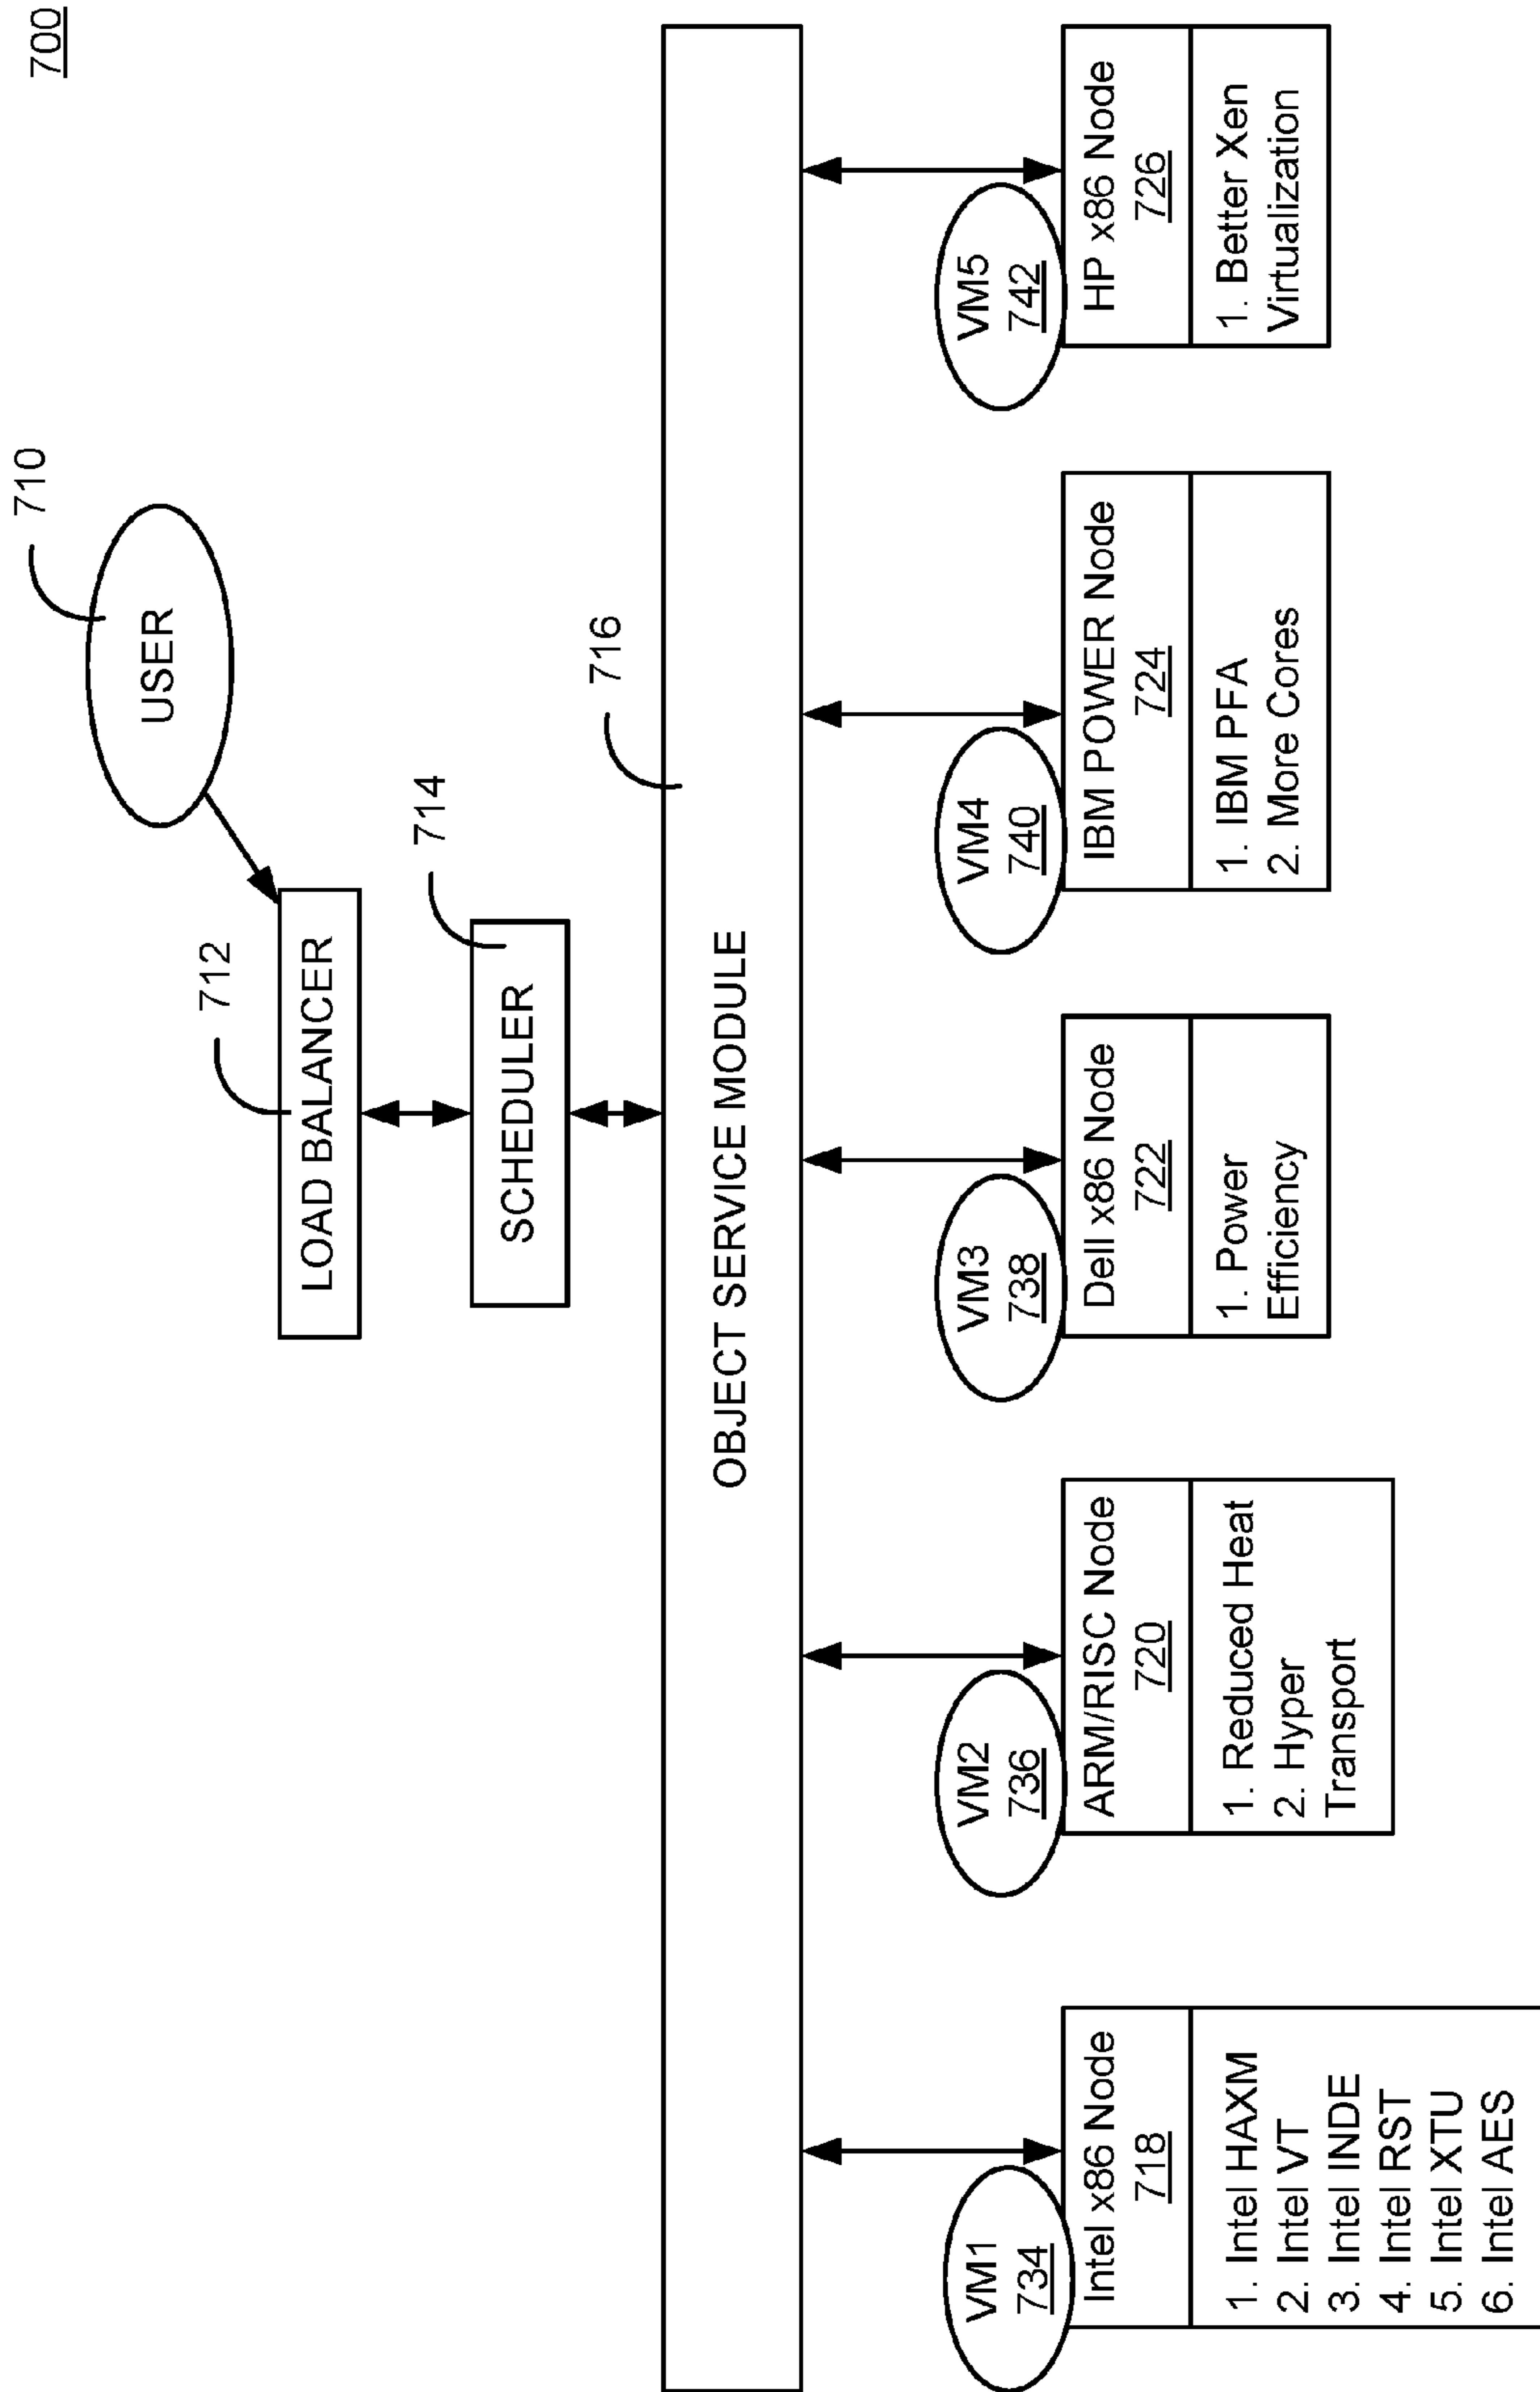 700
710
USER
712
LOAD BALANCER
714
SCHEDULER
716
OBJECT SERVICE MODULE
VM1
734
Intel x86 Node
718
1. Intel HAXM
2. Intel VT
3. Intel INDE
4. Intel RST
5. Intel XTU
6. Intel AES
VM2
736
ARM/RISC Node
720
1. Reduced Heat
2. Hyper
Transport
VM3
738
Dell x86 Node
722
1. Power
Efficiency
VM4
740
IBM POWER Node
724
1. IBM PFA
2. More Cores
VM5
742
HP x86 Node
726
1. Better Xen
Virtualization